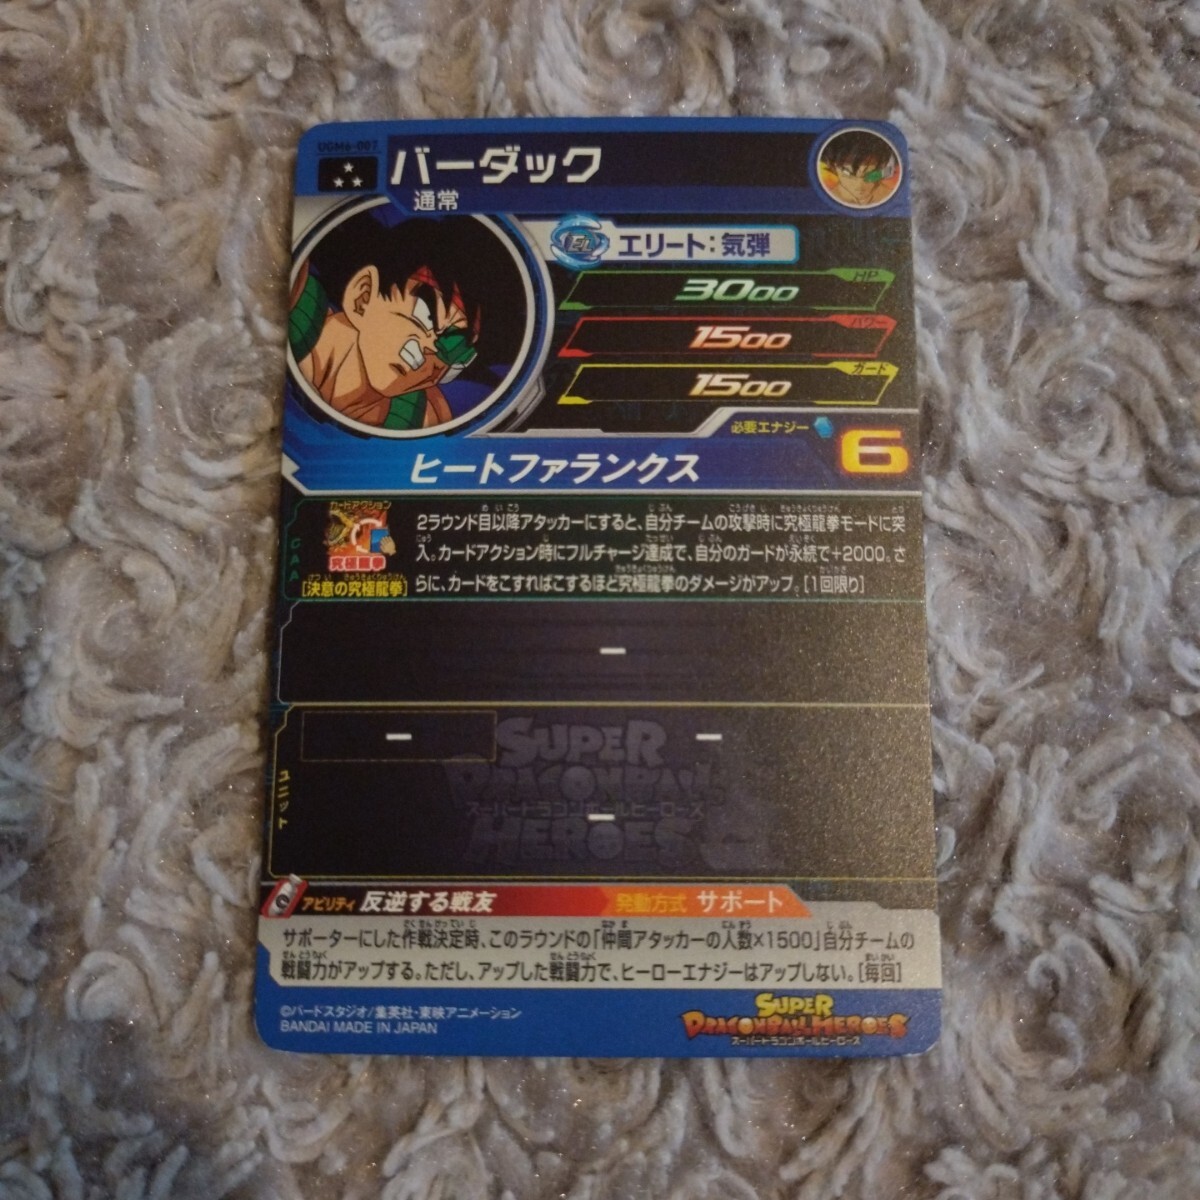 UGM6-007
バーダック
通常
EL
エリート:気弾
HP
3000
パワー
1500
ガード
1500
必要エナジー
6
ヒートファランクス
CAA
カードアクション
究極龍拳
[決意の究極龍拳]
2ラウンド目以降アタッカーにすると、自分チームの攻撃時に究極龍拳モードに突
入。カードアクション時にフルチャージ達成で、自分のガードが永続で+2000。さ
らに、カードをこすればこするほど究極龍拳のダメージがアップ。[1回限り]
ー
ユニット
ー
ー
ー
SUPER
DRAGONBALL
スーパードラゴンボールヒーローズ
HEROES
アビリティ 反逆する戦友 発動方式 サポート
サポーターにした作戦決定時、このラウンドの「仲間アタッカーの人数×1500」自分チームの
戦闘力がアップする。ただし、アップした戦闘力で、ヒーローエナジーはアップしない。[毎回]
©バードスタジオ/集英社・東映アニメーション
BANDAI MADE IN JAPAN
SUPER
DRAGONBALL HEROES
スーパードラゴンボールヒーローズ